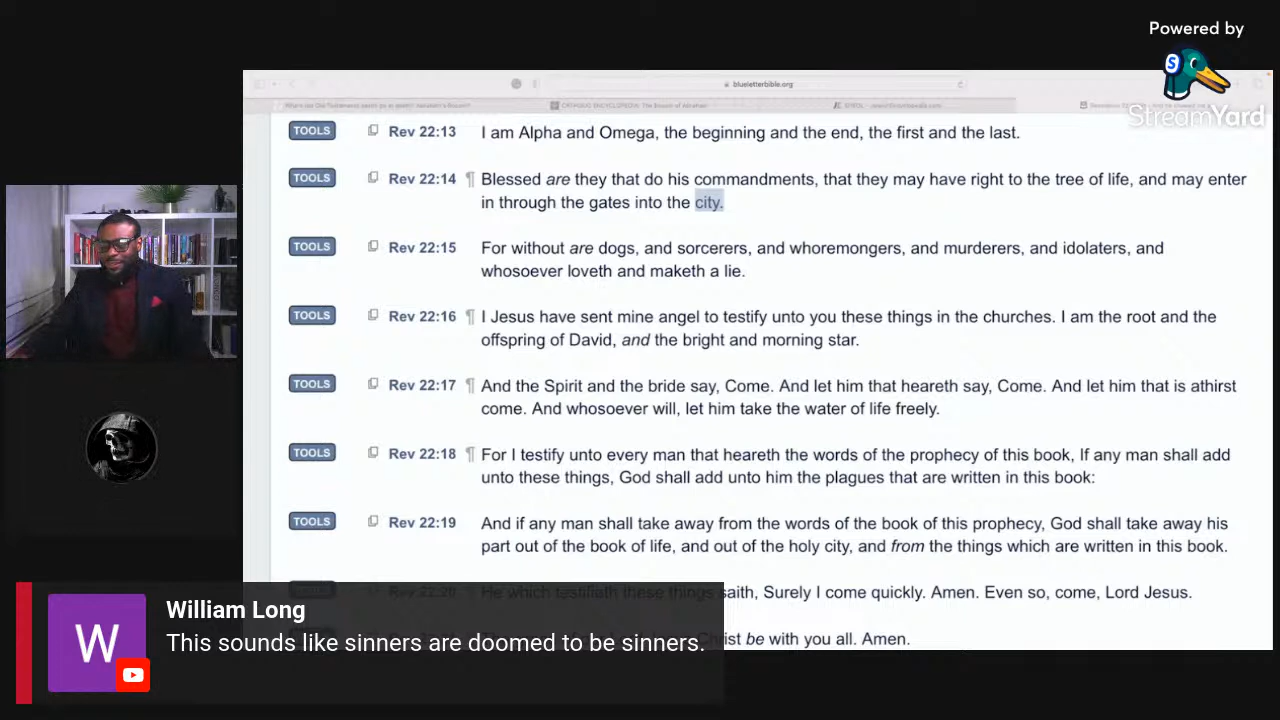 Powered by
StreamYard
blueletterbible.org
TOOLS Rev 22:13 I am Alpha and Omega, the beginning and the end, the first and the last.
TOOLS Rev 22:14 ¶ Blessed are they that do his commandments, that they may have right to the tree of life, and may enter
in through the gates into the city.
TOOLS Rev 22:15 For without are dogs, and sorcerers, and whoremongers, and murderers, and idolaters, and
whosoever loveth and maketh a lie.
TOOLS Rev 22:16 ¶ I Jesus have sent mine angel to testify unto you these things in the churches. I am the root and the
offspring of David, and the bright and morning star.
TOOLS Rev 22:17 ¶ And the Spirit and the bride say, Come. And let him that heareth say, Come. And let him that is athirst
come. And whosoever will, let him take the water of life freely.
TOOLS Rev 22:18 ¶ For I testify unto every man that heareth the words of the prophecy of this book, If any man shall add
unto these things, God shall add unto him the plagues that are written in this book:
TOOLS Rev 22:19 And if any man shall take away from the words of the book of this prophecy, God shall take away his
part out of the book of life, and out of the holy city, and from the things which are written in this book.
Rev 22:20 He which testifieth these things saith, Surely I come quickly. Amen. Even so, come, Lord Jesus.
Christ be with you all. Amen.
W
William Long
This sounds like sinners are doomed to be sinners.